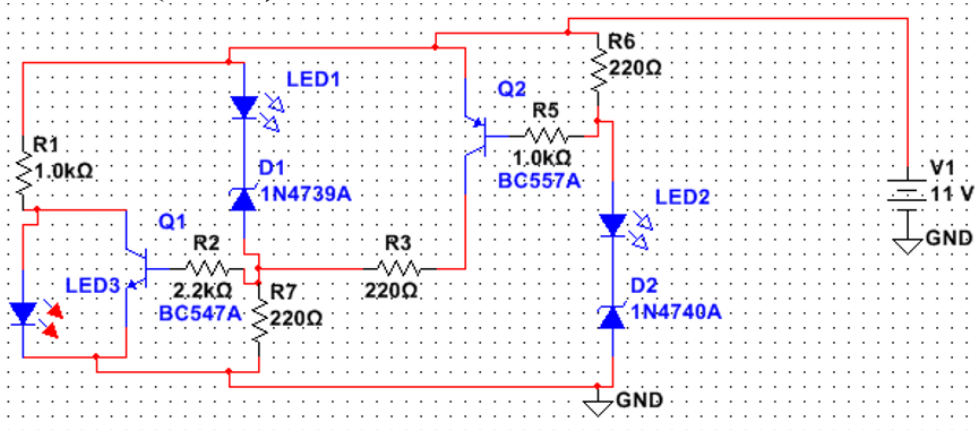 R6
220Ω
LED1
Q2
R5
1.0kΩ
BC557A
R1
1.0kΩ
D1
1N4739A
V1
11 V
LED2
GND
Q1
R2
2.2kΩ
BC547A
R3
220Ω
LED3
R7
220Ω
D2
1N4740A
GND